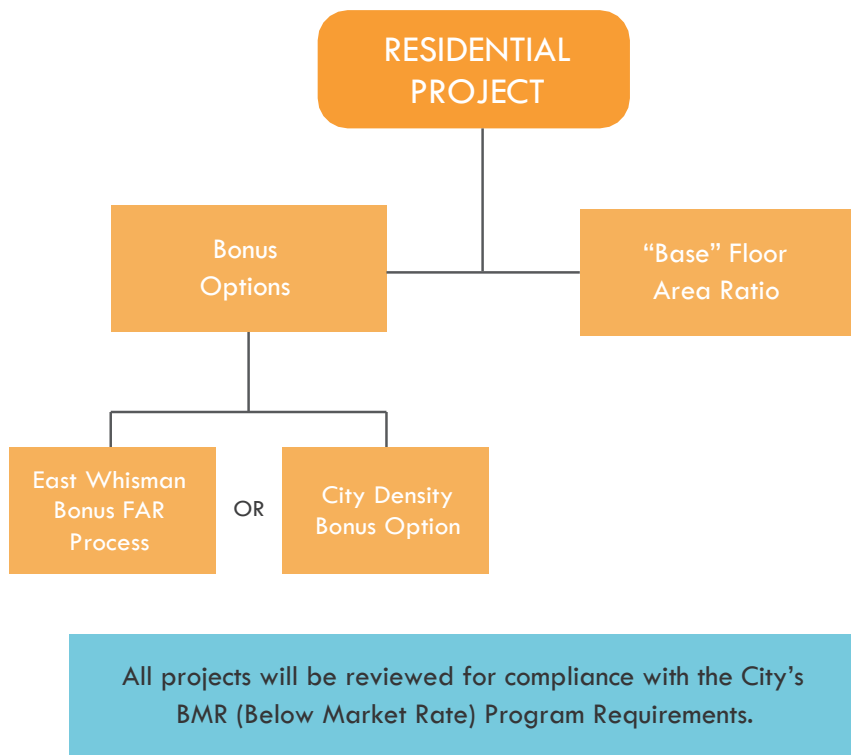 RESIDENTIAL
PROJECT
Bonus
Options
“Base” Floor
Area Ratio
East Whisman
Bonus FAR
Process
OR
City Density
Bonus Option
All projects will be reviewed for compliance with the City’s
BMR (Below Market Rate) Program Requirements.